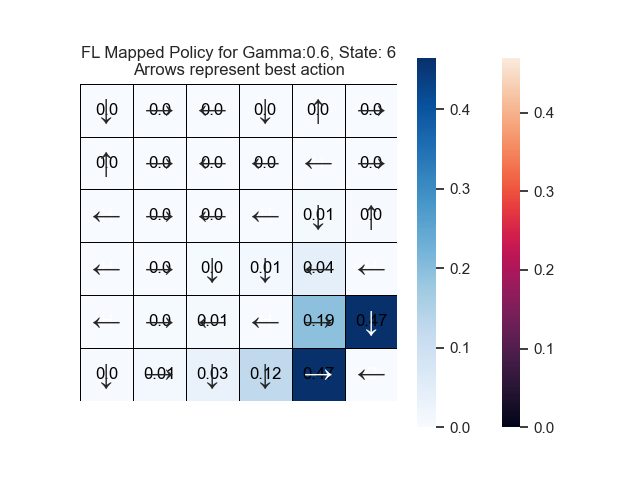 FL Mapped Policy for Gamma:0.6, State: 6
Arrows represent best action
0.0 ↓ 0.0 → 0.0 ← 0.0 ↓ 0.0 ↑ 0.0 →
0.0 ↑ 0.0 → 0.0 ← 0.0 ← ← 0.0 →
← 0.0 → 0.0 ← ← 0.01 ↓ 0.0 ↑
← 0.0 → 0.0 ↓ 0.01 ↓ 0.04 ← ←
← 0.0 → 0.01 ← ← 0.19 → 0.47 ↓
0.0 ↓ 0.01 → 0.03 ↓ 0.12 ↓ 0.47 → ←
0.4
0.3
0.2
0.1
0.0
0.4
0.3
0.2
0.1
0.0